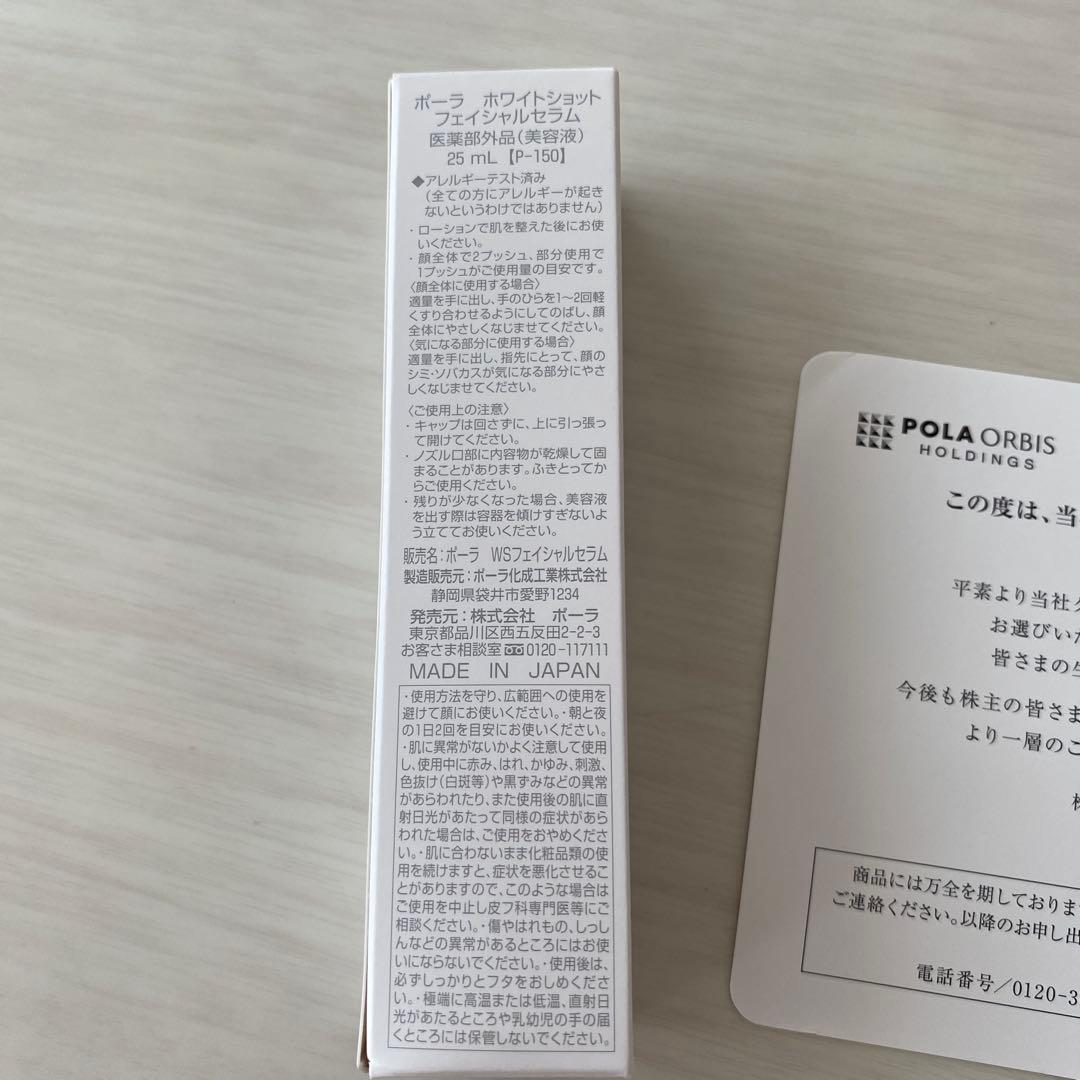 ポーラ ホワイトショット
フェイシャルセラム
医薬部外品(美容液)
25 mL 【P-150】
◆アレルギーテスト済み
(全ての方にアレルギーが起き
ないというわけではありません)
・ローションで肌を整えた後にお使
いください。
・顔全体で2プッシュ、部分使用で
1プッシュがご使用量の目安です。
〈顔全体に使用する場合〉
適量を手に出し、手のひらを1〜2回軽
くすり合わせるようにしてのばし、顔
全体にやさしくなじませてください。
〈気になる部分に使用する場合〉
適量を手に出し、指先にとって、顔の
シミ・ソバカスが気になる部分にやさ
しくなじませてください。
〈ご使用上の注意〉
・キャップは回さずに、上に引っ張っ
て開けてください。
・ノズル口部に内容物が乾燥して固
まることがあります。ふきとってか
らご使用ください。
・残りが少なくなった場合、美容液
を出す際は容器を傾けすぎないよ
う立ててお使いください。
販売名:ポーラ WSフェイシャルセラム
製造販売元:ポーラ化成工業株式会社
静岡県袋井市愛野1234
発売元:株式会社 ポーラ
東京都品川区西五反田2-2-3
お客さま相談室 0120-117111
MADE IN JAPAN
・使用方法を守り、広範囲への使用を
避けて顔にお使いください。・朝と夜
の1日2回を目安にお使いください。
・肌に異常がないかよく注意して使用
し、使用中に赤み、はれ、かゆみ、刺激、
色抜け(白斑等)や黒ずみなどの異常
があらわれたり、また使用後の肌に直
射日光があたって同様の症状があら
われた場合は、ご使用をおやめくださ
い。・肌に合わないまま化粧品類の使
用を続けますと、症状を悪化させるこ
とがありますので、このような場合は
ご使用を中止し皮フ科専門医等にご
相談ください。・傷やはれもの、しっし
んなどの異常があるところにはお使
いにならないでください。・使用後は、
必ずしっかりとフタをおしめくださ
い。・極端に高温または低温、直射日
光があたるところや乳幼児の手の届
くところには保管しないでください。
POLA ORBIS
HOLDINGS
この度は、当
平素より当社グ
お選びいた
皆さまの生
今後も株主の皆さま
より一層のご
株
商品には万全を期しておりま
ご連絡ください。以降のお申し出
電話番号/0120-3